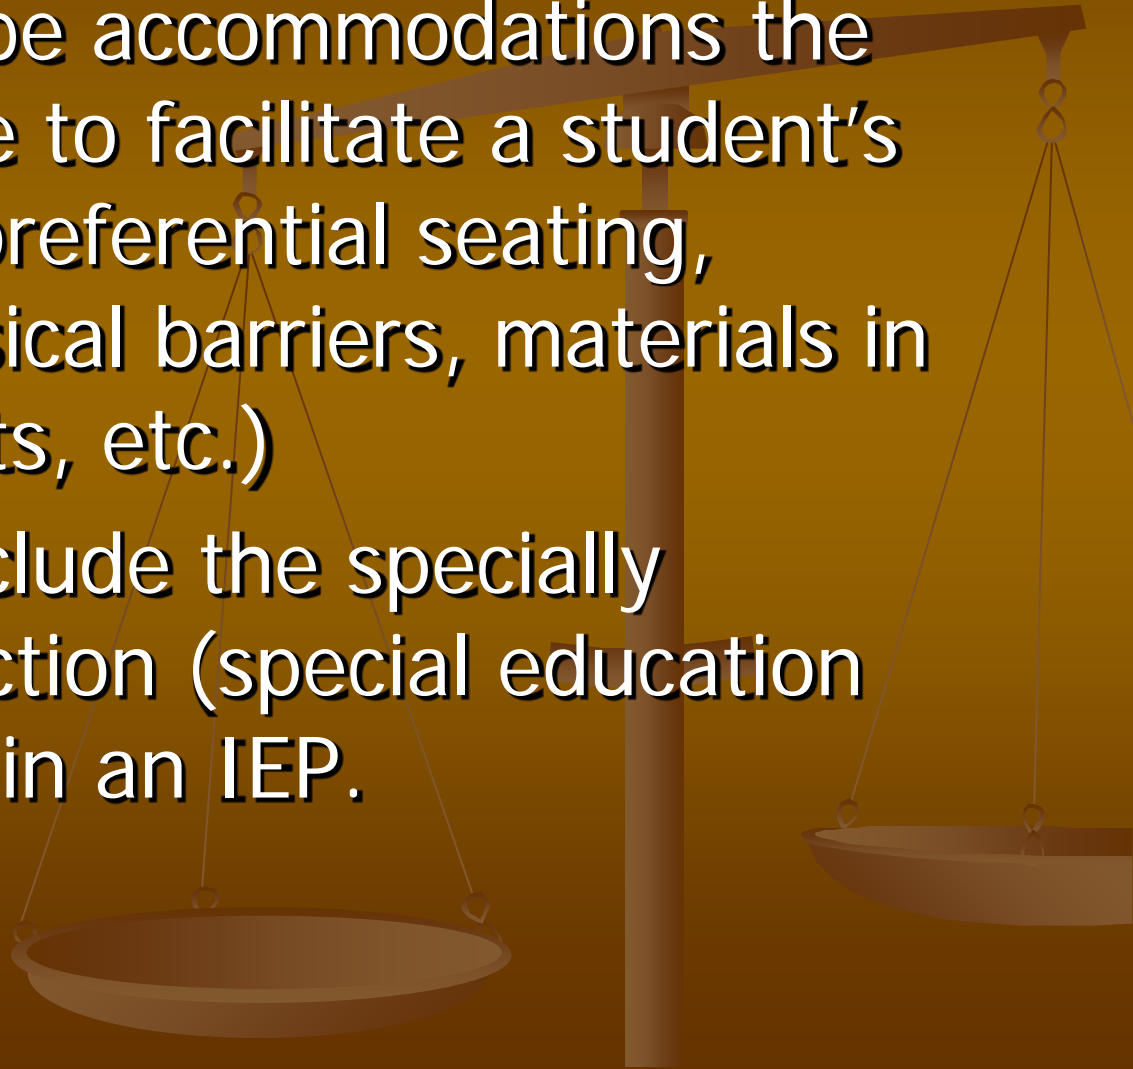 be accommodations the
e to facilitate a student's
preferential seating,
sical barriers, materials in
ts, etc.)
clude the specially
ction (special education
in an IEP.